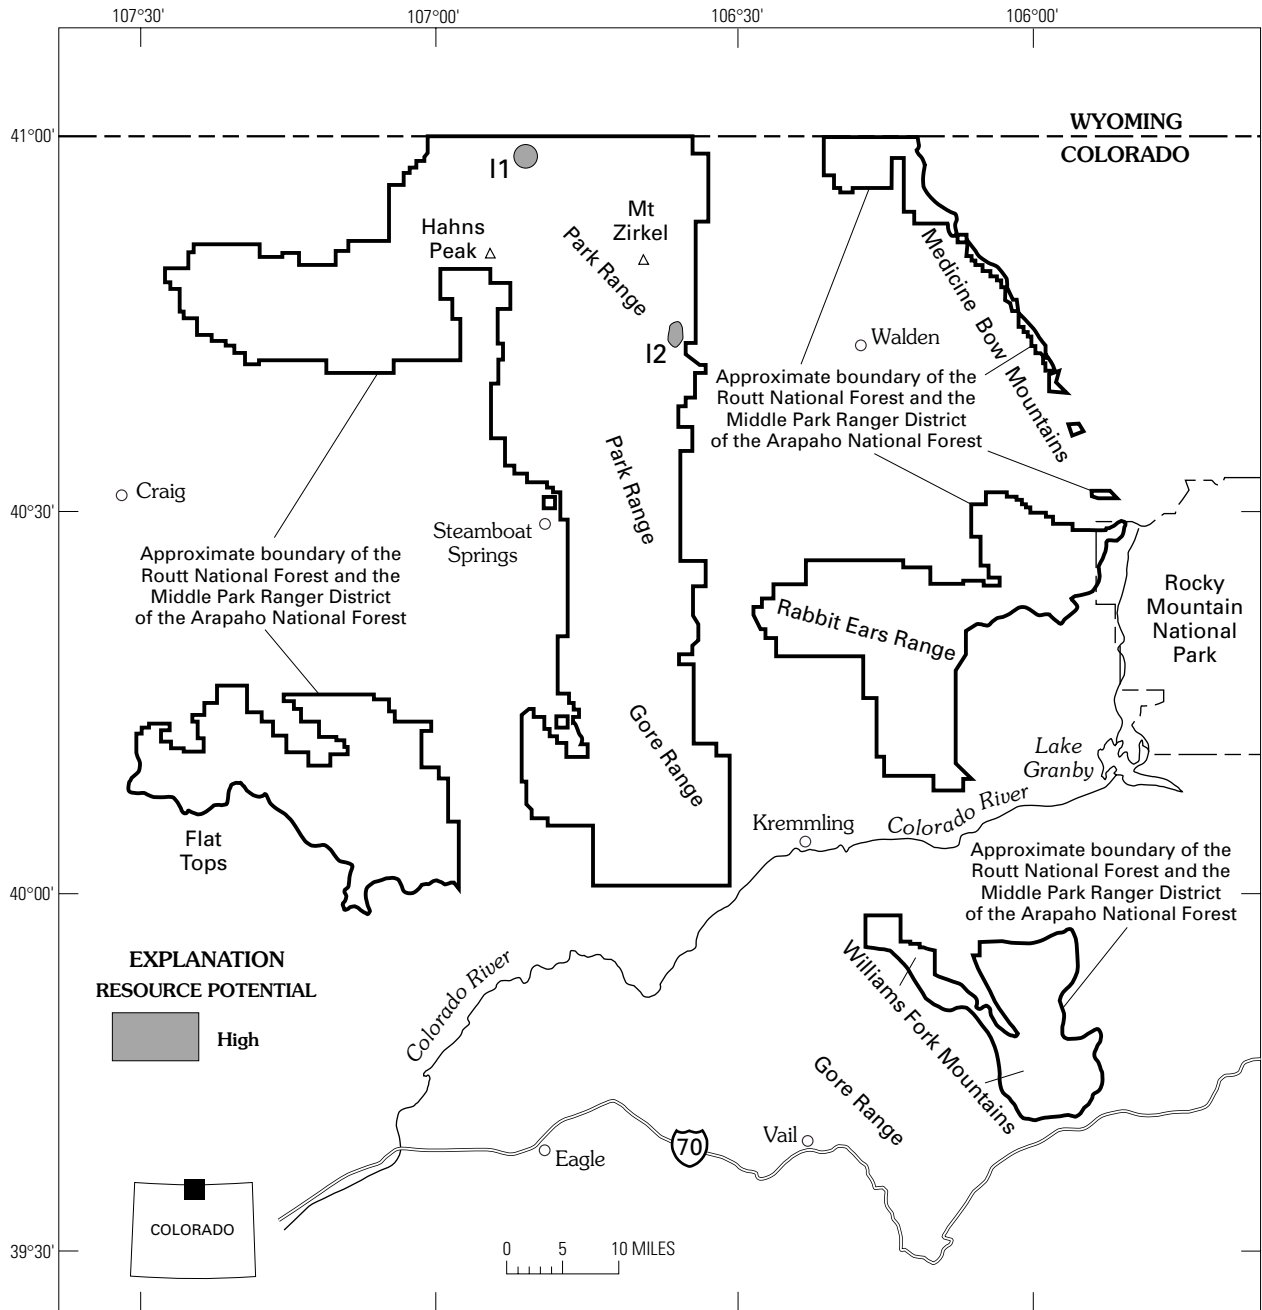 107°30'
107°00'
106°30'
106°00'
41°00'
WYOMING
COLORADO
I1
Hahns
Peak
Mt
Zirkel
Park Range
Medicine Bow Mountains
I2
Walden
Approximate boundary of the
Routt National Forest and the
Middle Park Ranger District
of the Arapaho National Forest
Park Range
Craig
40°30'
Steamboat
Springs
Approximate boundary of the
Routt National Forest and the
Middle Park Ranger District
of the Arapaho National Forest
Rocky
Mountain
National
Park
Rabbit Ears Range
Gore Range
Lake
Granby
Colorado River
Kremmling
Flat
Tops
Approximate boundary of the
Routt National Forest and the
Middle Park Ranger District
of the Arapaho National Forest
40°00'
EXPLANATION
RESOURCE POTENTIAL
High
Colorado River
Williams Fork Mountains
Gore Range
Vail
70
Eagle
COLORADO
0 5 10 MILES
39°30'